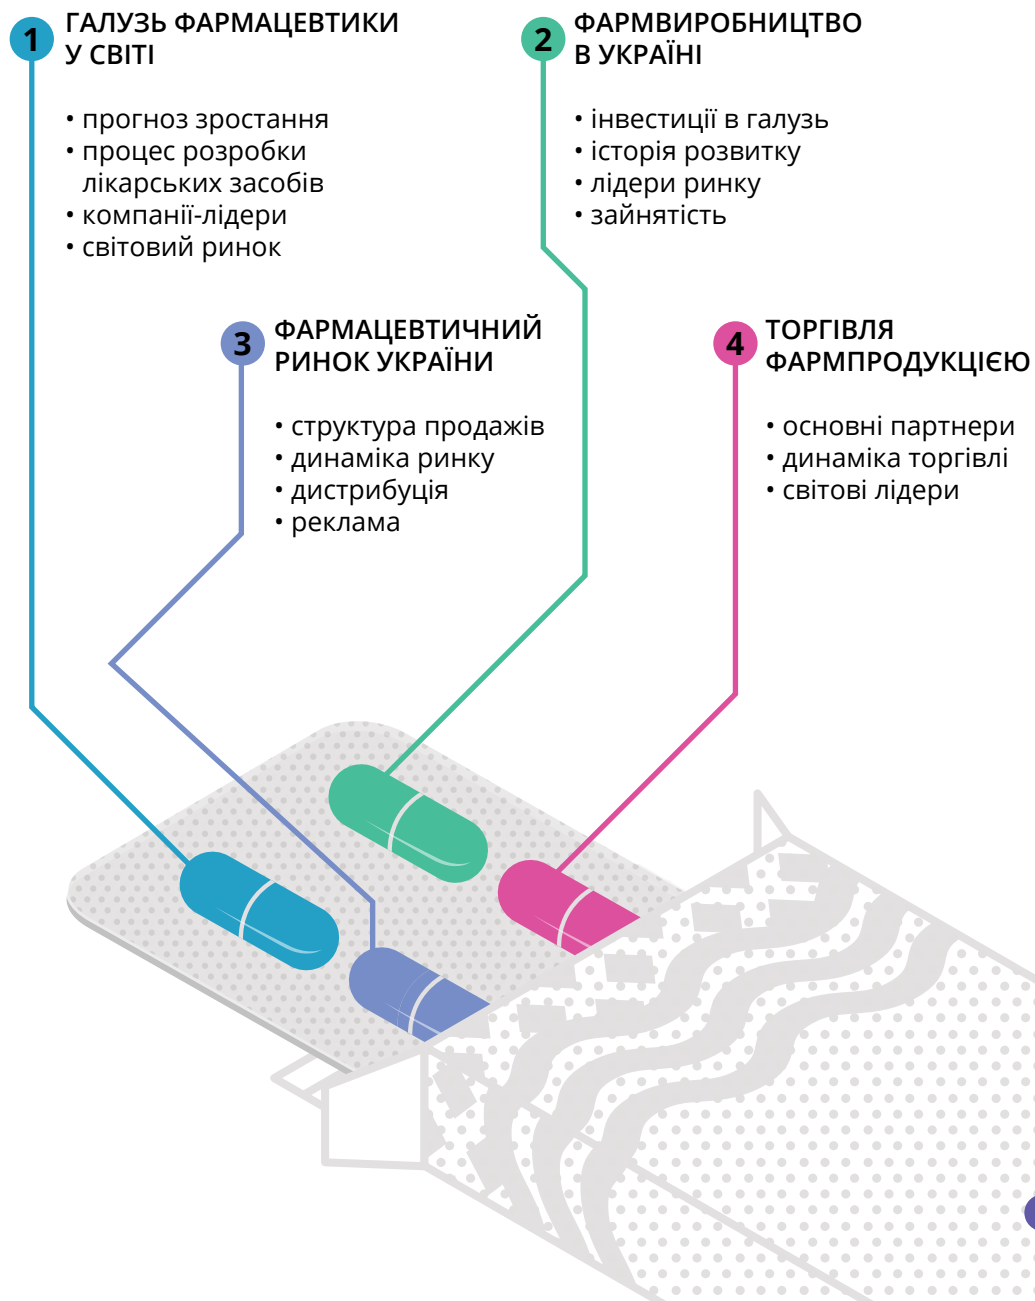 1
ГАЛУЗЬ ФАРМАЦЕВТИКИ
У СВІТІ
• прогноз зростання
• процес розробки
лікарських засобів
• компанії-лідери
• світовий ринок
2
ФАРМВИРОБНИЦТВО
В УКРАЇНІ
• інвестиції в галузь
• історія розвитку
• лідери ринку
• зайнятість
3
ФАРМАЦЕВТИЧНИЙ
РИНОК УКРАЇНИ
• структура продажів
• динаміка ринку
• дистрибуція
• реклама
4
ТОРГІВЛЯ
ФАРМПРОДУКЦІЄЮ
• основні партнери
• динаміка торгівлі
• світові лідери